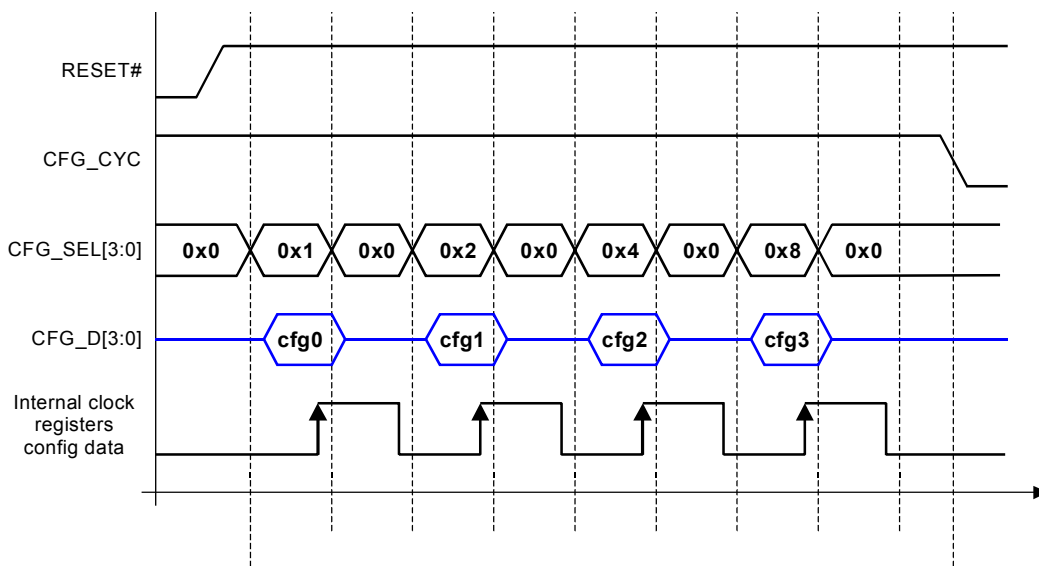 RESET#
CFG_CYC
CFG_SEL[3:0] 0x0 0x1 0x0 0x2 0x0 0x4 0x0 0x8 0x0
CFG_D[3:0] cfg0 cfg1 cfg2 cfg3
Internal clock
registers
config data